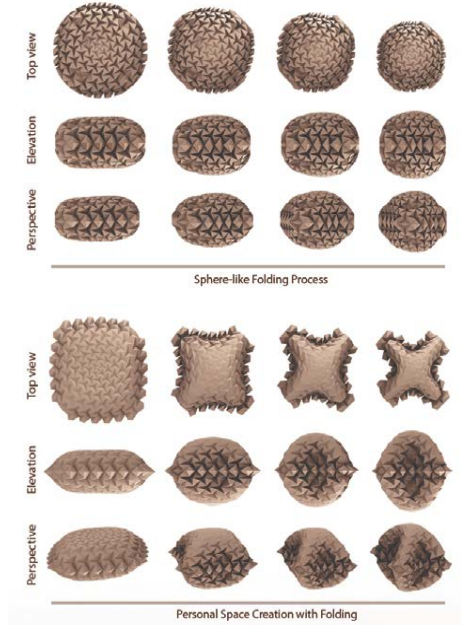 Top view
Elevation
Perspective
Sphere-like Folding Process
Top view
Elevation
Perspective
Personal Space Creation with Folding